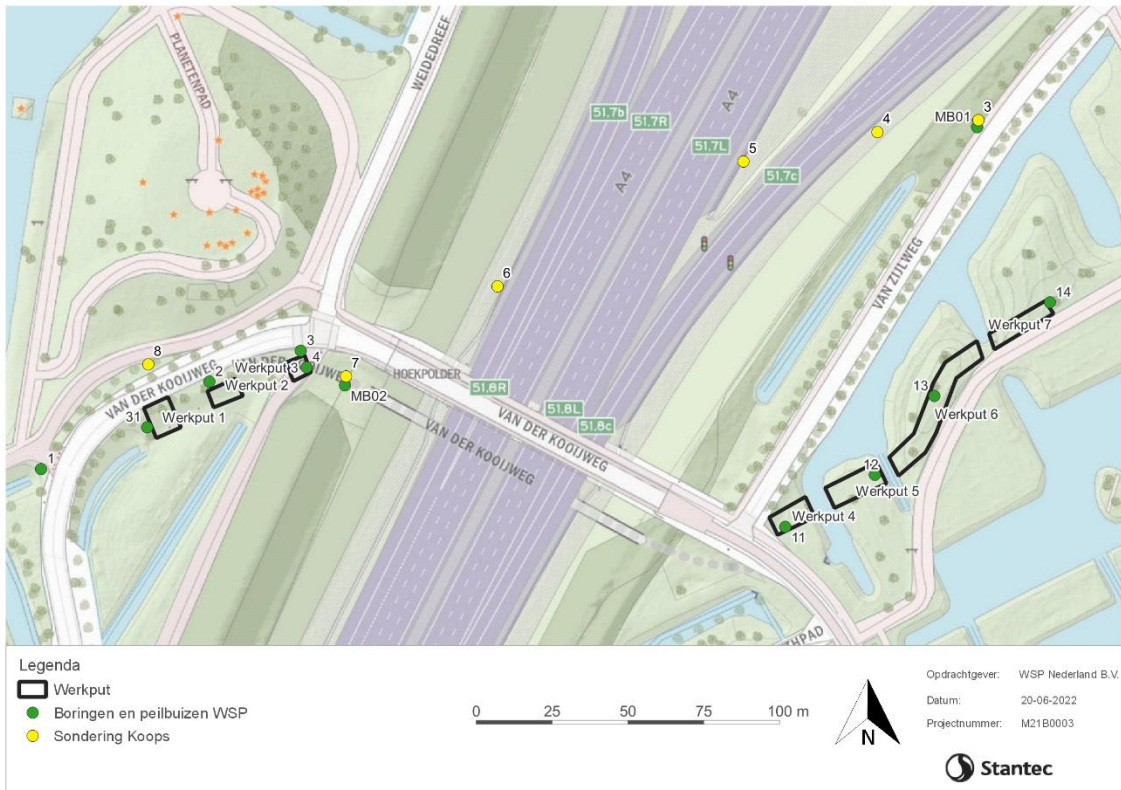 PLANETENPAD
WEIDEDREEF
51.7b
51.7R
A4
51.7L
4
3
MB01
5
51.7c
A4
6
VAN ZIJLWEG
14
Werkput 7
8
3
VAN DER KOOIJWEG
VAN DER KOOIJWEG
Werkput 3
4
HOEKPOLDER
7
2
Werkput 2
MB02
51.8R
13
31
Werkput 1
51.8L
Werkput 6
51.8c
VAN DER KOOIJWEG
VAN DER KOOIJWEG
1
12
Werkput 5
Werkput 4
11
THPAD
Legenda
Werkput
Boringen en peilbuizen WSP
Sondering Koops
0 25 50 75 100 m
N
Opdrachtgever: WSP Nederland B.V.
Datum: 20-06-2022
Projectnummer: M21B0003
Stantec